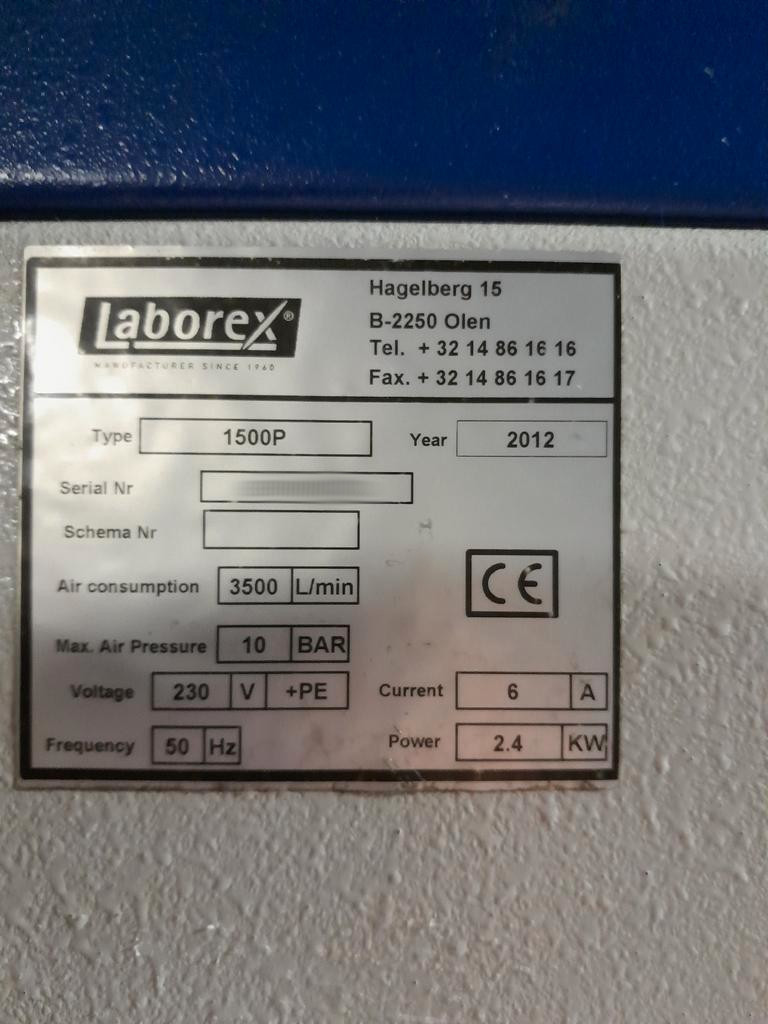 Laborex®
MANUFACTURER SINCE 1960
Hagelberg 15
B-2250 Olen
Tel. + 32 14 86 16 16
Fax. + 32 14 86 16 17
Type 1500P Year 2012
Serial Nr
Schema Nr
Air consumption 3500 L/min
CE
Max. Air Pressure 10 BAR
Voltage 230 V +PE Current 6 A
Frequency 50 Hz Power 2.4 KW